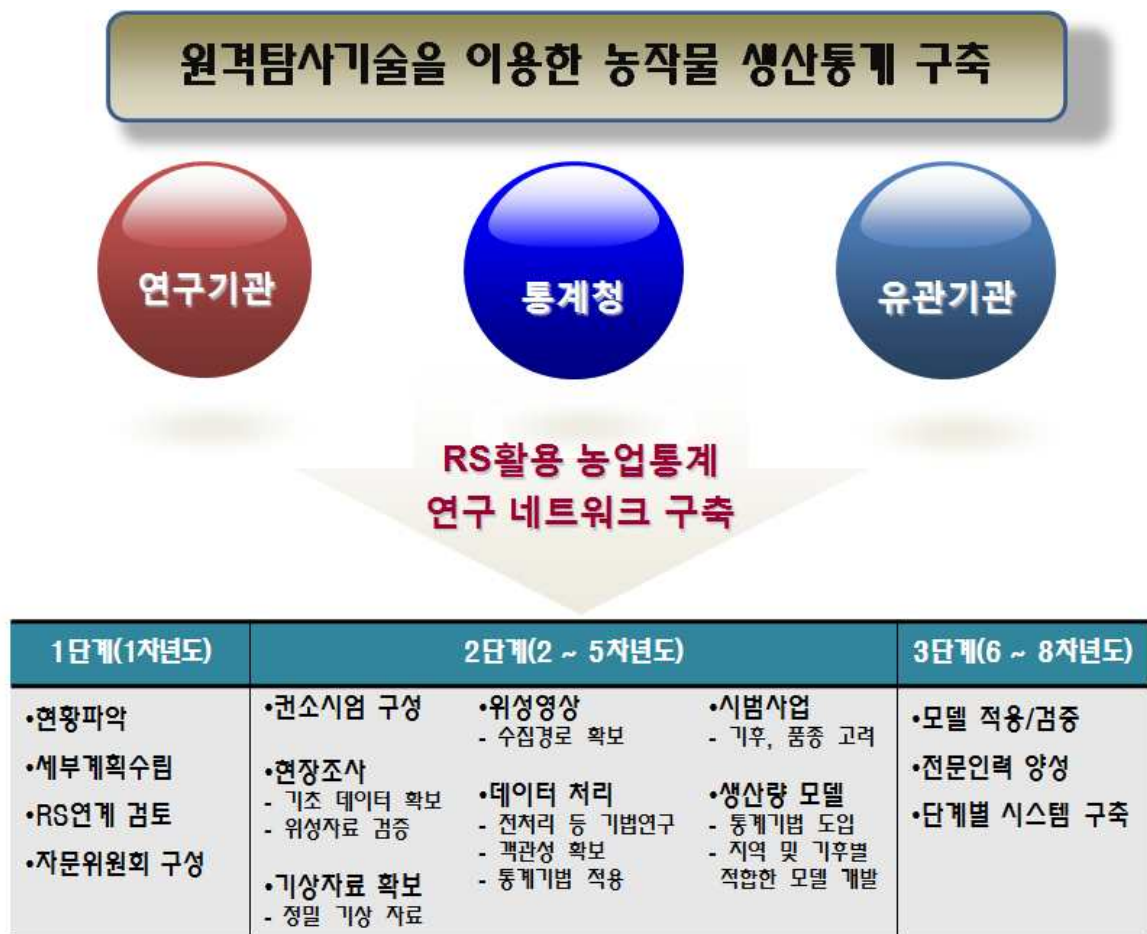 원격탐사기술을 이용한 농작물 생산통계 구축
연구기관
통계청
유관기관
RS활용 농업통계
연구 네트워크 구축
1단계(1차년도)
•현황파악
•세부계획수립
•RS연계 검토
•자문위원회 구성
2단계(2 ~ 5차년도)
•컨소시엄 구성
•현장조사
- 기초 데이터 확보
- 위성자료 검증
•기상자료 확보
- 정밀 기상 자료
•위성영상
- 수집경로 확보
•데이터 처리
- 전처리 등 기법연구
- 객관성 확보
- 통계기법 적용
•시범사업
- 기후, 품종 고려
•생산량 모델
- 통계기법 도입
- 지역 및 기후별
적합한 모델 개발
3단계(6 ~ 8차년도)
•모델 적용/검증
•전문인력 양성
•단계별 시스템 구축